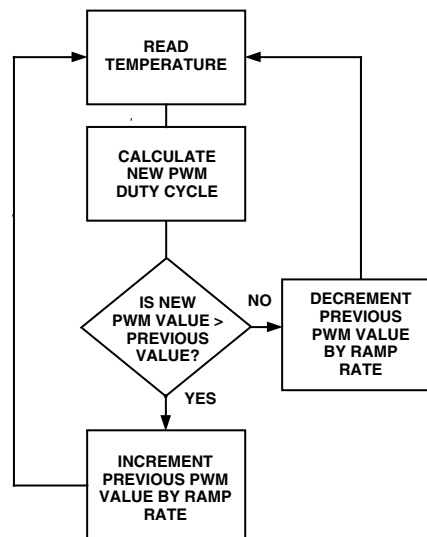 READ
TEMPERATURE
CALCULATE
NEW PWM
DUTY CYCLE
IS NEW
PWM VALUE >
PREVIOUS
VALUE?
NO
DECREMENT
PREVIOUS
PWM VALUE
BY RAMP
RATE
YES
INCREMENT
PREVIOUS PWM
VALUE BY RAMP
RATE